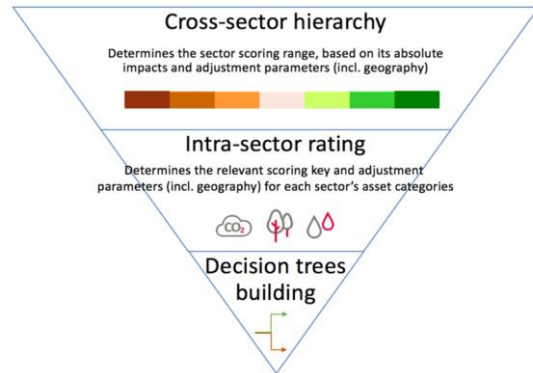 Cross-sector hierarchy
Determines the sector scoring range, based on its absolute
impacts and adjustment parameters (incl. geography)
Intra-sector rating
Determines the relevant scoring key and adjustment
parameters (incl. geography) for each sector's asset categories
CO2
Decision trees
building